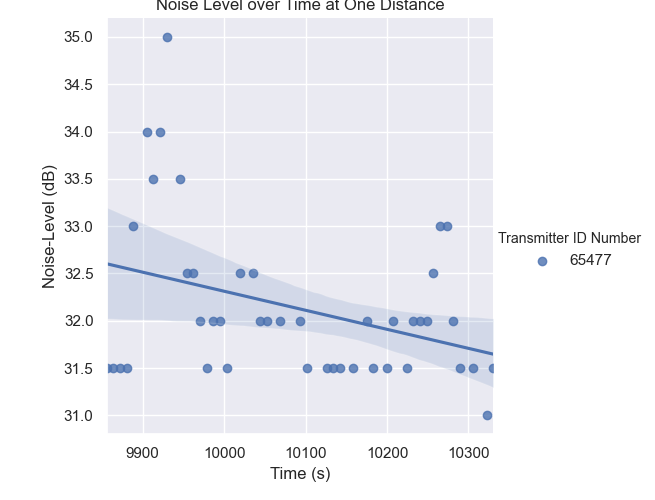 Noise Level over Time at One Distance
35.0
34.5
34.0
33.5
33.0
32.5
32.0
31.5
31.0
Noise-Level (dB)
9900 10000 10100 10200 10300
Time (s)
Transmitter ID Number
65477